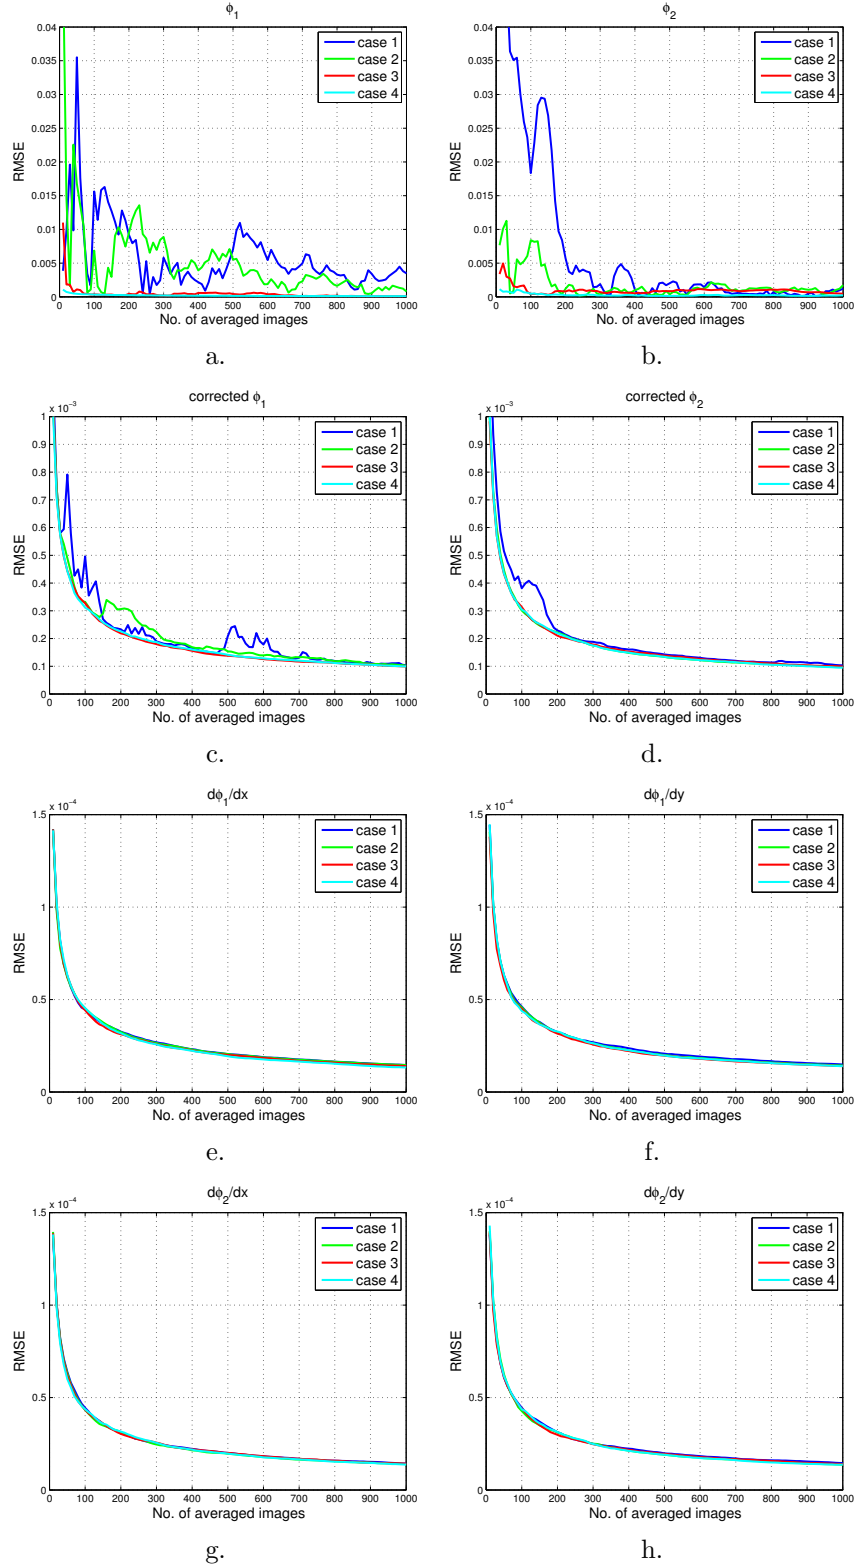 ϕ1
0.04
0.035
0.03
0.025
0.02
0.015
0.01
0.005
0
RMSE
case 1
case 2
case 3
case 4
0 100 200 300 400 500 600 700 800 900 1000
No. of averaged images
a.
ϕ2
0.04
0.035
0.03
0.025
0.02
0.015
0.01
0.005
0
RMSE
case 1
case 2
case 3
case 4
0 100 200 300 400 500 600 700 800 900 1000
No. of averaged images
b.
corrected ϕ1
x 10-3
1
0.9
0.8
0.7
0.6
0.5
0.4
0.3
0.2
0.1
0
RMSE
case 1
case 2
case 3
case 4
0 100 200 300 400 500 600 700 800 900 1000
No. of averaged images
c.
corrected ϕ2
x 10-3
1
0.9
0.8
0.7
0.6
0.5
0.4
0.3
0.2
0.1
0
RMSE
case 1
case 2
case 3
case 4
0 100 200 300 400 500 600 700 800 900 1000
No. of averaged images
d.
dϕ1/dx
x 10-4
1.5
1
0.5
0
RMSE
case 1
case 2
case 3
case 4
0 100 200 300 400 500 600 700 800 900 1000
No. of averaged images
e.
dϕ1/dy
x 10-4
1.5
1
0.5
0
RMSE
case 1
case 2
case 3
case 4
0 100 200 300 400 500 600 700 800 900 1000
No. of averaged images
f.
dϕ2/dx
x 10-4
1.5
1
0.5
0
RMSE
case 1
case 2
case 3
case 4
0 100 200 300 400 500 600 700 800 900 1000
No. of averaged images
g.
dϕ2/dy
x 10-4
1.5
1
0.5
0
RMSE
case 1
case 2
case 3
case 4
0 100 200 300 400 500 600 700 800 900 1000
No. of averaged images
h.